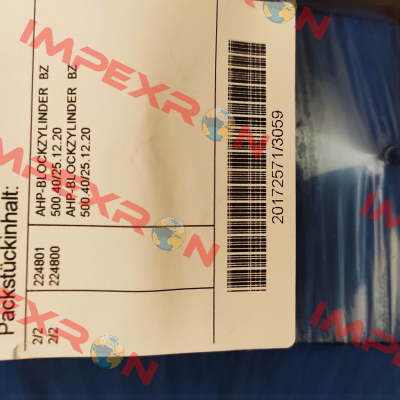 Packstückinhalt:
2/2 224801 AHP-BLOCKZYLINDER BZ
500.40/25.12.20
2/2 224800 AHP-BLOCKZYLINDER BZ
500.40/25.12.20
20172571/3059
IMPEXRON
IMPEXRON
IMPEXRON
IMPEXRON